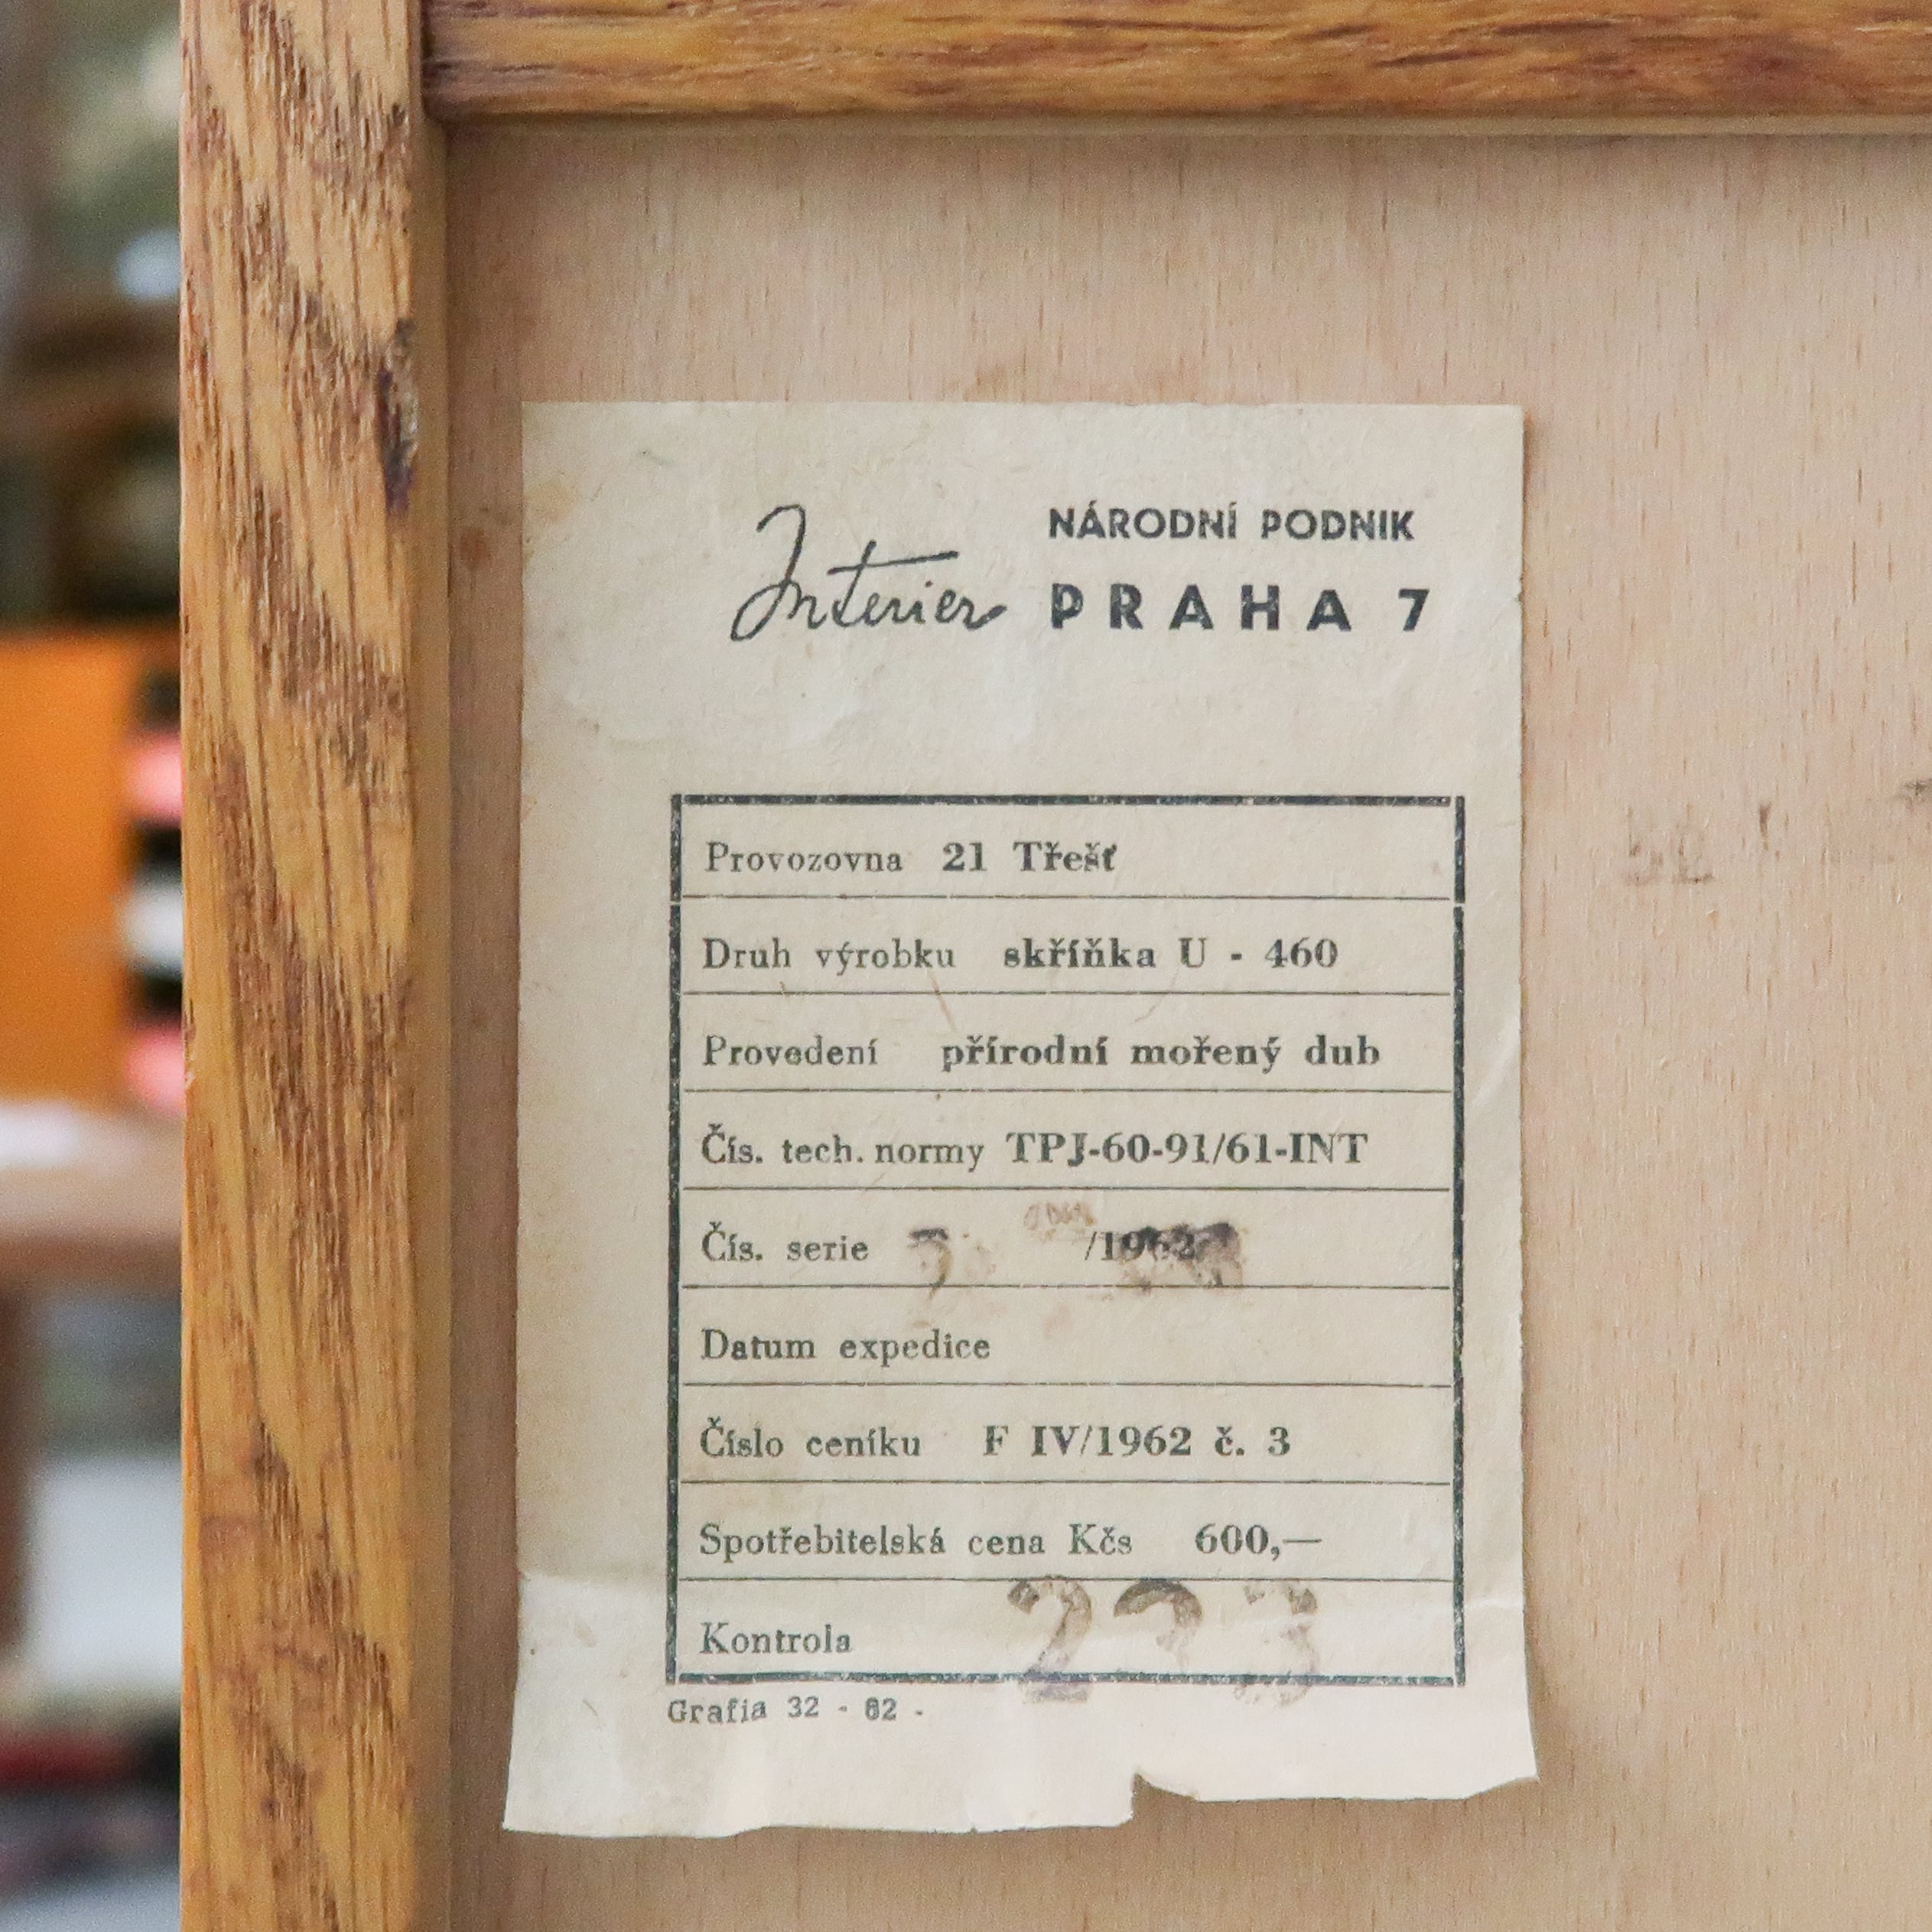 Interier NÁRODNÍ PODNIK
PRAHA 7
Provozovna 21 Třešť
Druh výrobku skříňka U - 460
Provedení přírodní mořený dub
Čís. tech. normy TPJ-60-91/61-INT
Čís. serie /1962
Datum expedice
Číslo ceníku F IV/1962 č. 3
Spotřebitelská cena Kčs 600,—
Kontrola
Grafia 32 - 62 -